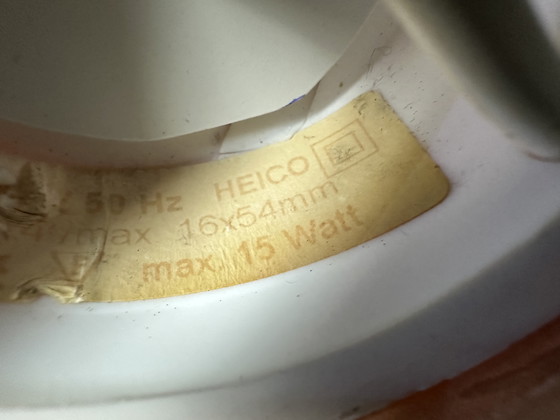 50 Hz HEICO
max 16x54mm
max. 15 Watt